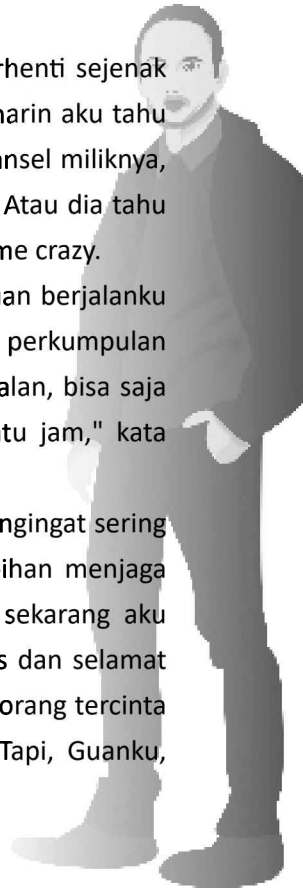 rhenti sejenak
narin aku tahu
ansel miliknya,
Atau dia tahu
me crazy.
an berjalanku
perkumpulan
alan, bisa saja
tu jam," kata
ngingat sering
ihan menjaga
sekarang aku
s dan selamat
orang tercinta
Tapi, Guanku,